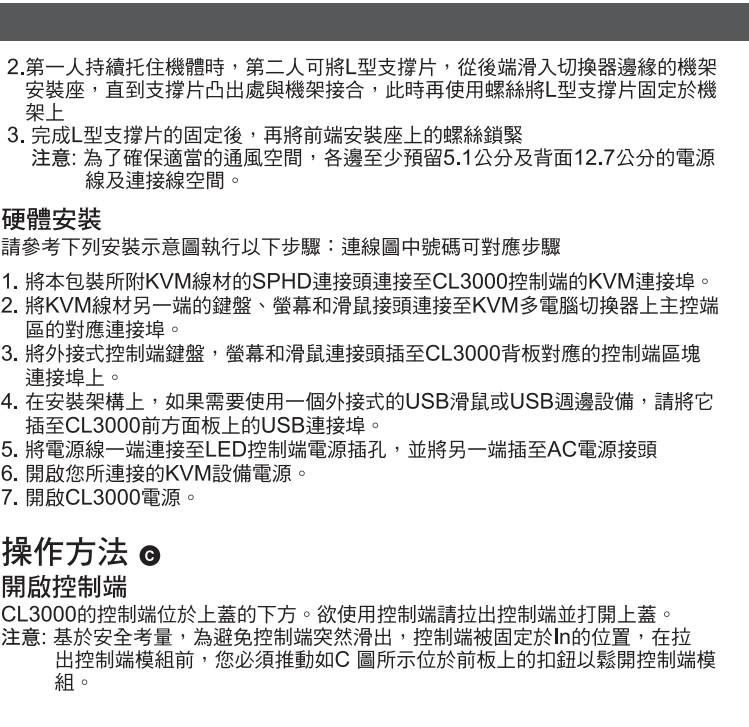 2.第一人持續托住機體時，第二人可將L型支撐片，從後端滑入切換器邊緣的機架
安裝座，直到支撐片凸出處與機架接合，此時再使用螺絲將L型支撐片固定於機
架上
3. 完成L型支撐片的固定後，再將前端安裝座上的螺絲鎖緊
注意: 為了確保適當的通風空間，各邊至少預留5.1公分及背面12.7公分的電源
線及連接線空間。
硬體安裝
請參考下列安裝示意圖執行以下步驟：連線圖中號碼可對應步驟
1. 將本包裝所附KVM線材的SPHD連接頭連接至CL3000控制端的KVM連接埠。
2. 將KVM線材另一端的鍵盤、螢幕和滑鼠接頭連接至KVM多電腦切換器上主控端
區的對應連接埠。
3. 將外接式控制端鍵盤，螢幕和滑鼠連接頭插至CL3000背板對應的控制端區塊
連接埠上。
4. 在安裝架構上，如果需要使用一個外接式的USB滑鼠或USB週邊設備，請將它
插至CL3000前方面板上的USB連接埠。
5. 將電源線一端連接至LED控制端電源插孔，並將另一端插至AC電源接頭
6. 開啟您所連接的KVM設備電源。
7. 開啟CL3000電源。
操作方法 C
開啟控制端
CL3000的控制端位於上蓋的下方。欲使用控制端請拉出控制端並打開上蓋。
注意: 基於安全考量，為避免控制端突然滑出，控制端被固定於In的位置，在拉
出控制端模組前，您必須推動如C 圖所示位於前板上的扣鈕以鬆開控制端模
組。